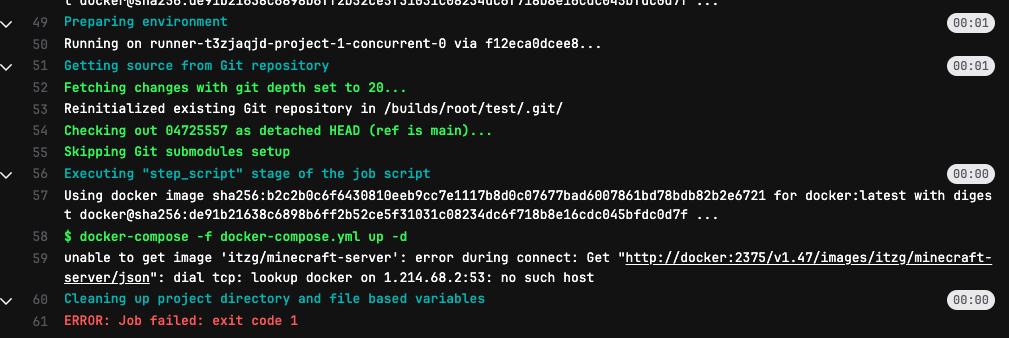 t docker@sha256:de91b21638c6898b6ff2b52ce5f31031c08234dc6f718b8e16cdc045bfdc0d7f ...
49 Preparing environment 00:01
50 Running on runner-t3zjaqjd-project-1-concurrent-0 via f12eca0dcee8...
51 Getting source from Git repository 00:01
52 Fetching changes with git depth set to 20...
53 Reinitialized existing Git repository in /builds/root/test/.git/
54 Checking out 04725557 as detached HEAD (ref is main)...
55 Skipping Git submodules setup
56 Executing "step_script" stage of the job script 00:00
57 Using docker image sha256:b2c2b0c6f6430810eeb9cc7e1117b8d0c07677bad6007861bd78bdb82b2e6721 for docker:latest with diges
t docker@sha256:de91b21638c6898b6ff2b52ce5f31031c08234dc6f718b8e16cdc045bfdc0d7f ...
58 $ docker-compose -f docker-compose.yml up -d
59 unable to get image 'itzg/minecraft-server': error during connect: Get "http://docker:2375/v1.47/images/itzg/minecraft-
server/json": dial tcp: lookup docker on 1.214.68.2:53: no such host
60 Cleaning up project directory and file based variables 00:00
61 ERROR: Job failed: exit code 1